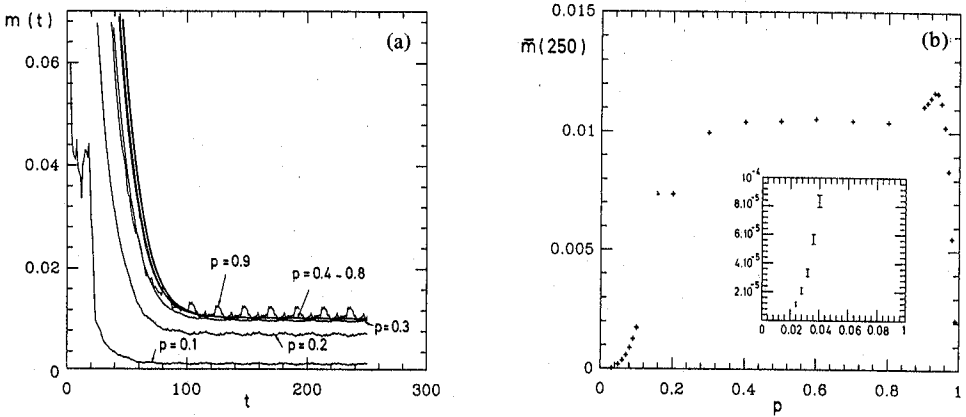 m(t)
(a)
0.06
0.04
0.02
0
p=0.9
p=0.4-0.8
p=0.3
p=0.2
p=0.1
0
100
200
300
t
0.015
m̄(250)
(b)
0.010
0.005
0
10⁻⁴
8.10⁻⁵
6.10⁻⁵
4.10⁻⁵
2.10⁻⁵
0
0.02
0.04
0.06
0.08
0.1
0
0.2
0.4
0.6
0.8
1
p